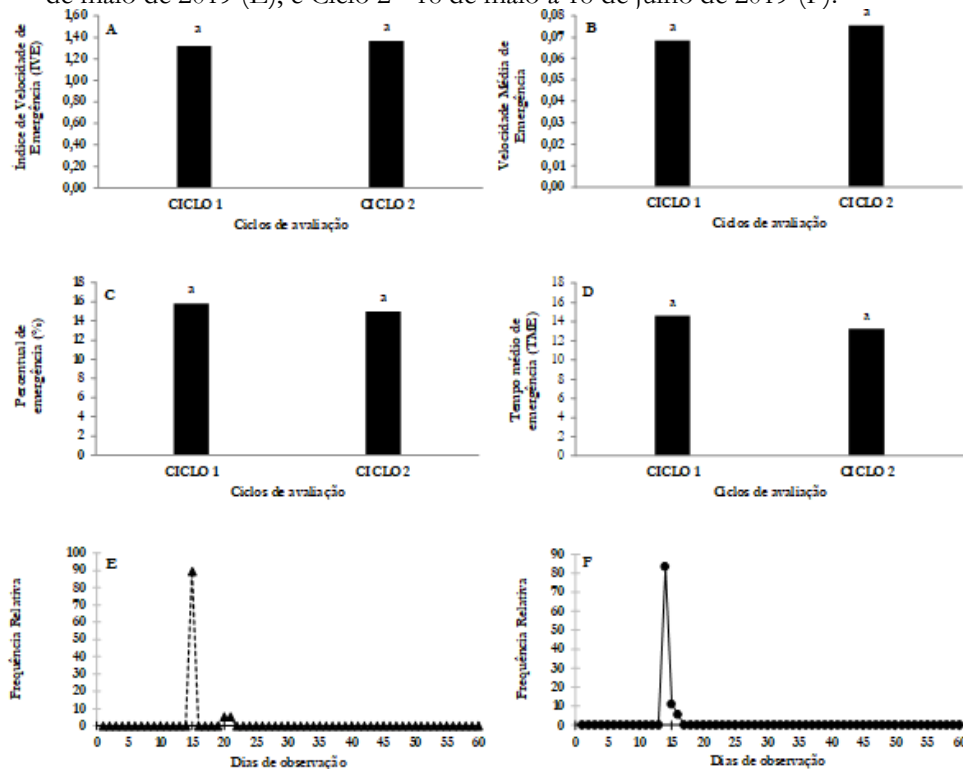 de maio de 2019 (E); e Ciclo 2 - 16 de maio a 16 de julho de 2019 (F).
A
Índice de Velocidade de
Emergência (IVE)
1,60
1,40
1,20
1,00
0,80
0,60
0,40
0,20
0,00
a
a
CICLO 1
CICLO 2
Ciclos de avaliação
B
Velocidade Média de
Emergência
0,08
0,07
0,06
0,05
0,04
0,03
0,02
0,01
0,00
a
a
CICLO 1
CICLO 2
Ciclos de avaliação
C
Percentual de
emergência (%)
18
16
14
12
10
8
6
4
2
0
a
a
CICLO 1
CICLO 2
Ciclos de avaliação
D
Tempo médio de
emergência (TME)
18
16
14
12
10
8
6
4
2
0
a
a
CICLO 1
CICLO 2
Ciclos de avaliação
E
Frequência Relativa
100
90
80
70
60
50
40
30
20
10
0
0 5 10 15 20 25 30 35 40 45 50 55 60
Dias de observação
F
Frequência Relativa
90
80
70
60
50
40
30
20
10
0
0 5 10 15 20 25 30 35 40 45 50 55 60
Dias de observação